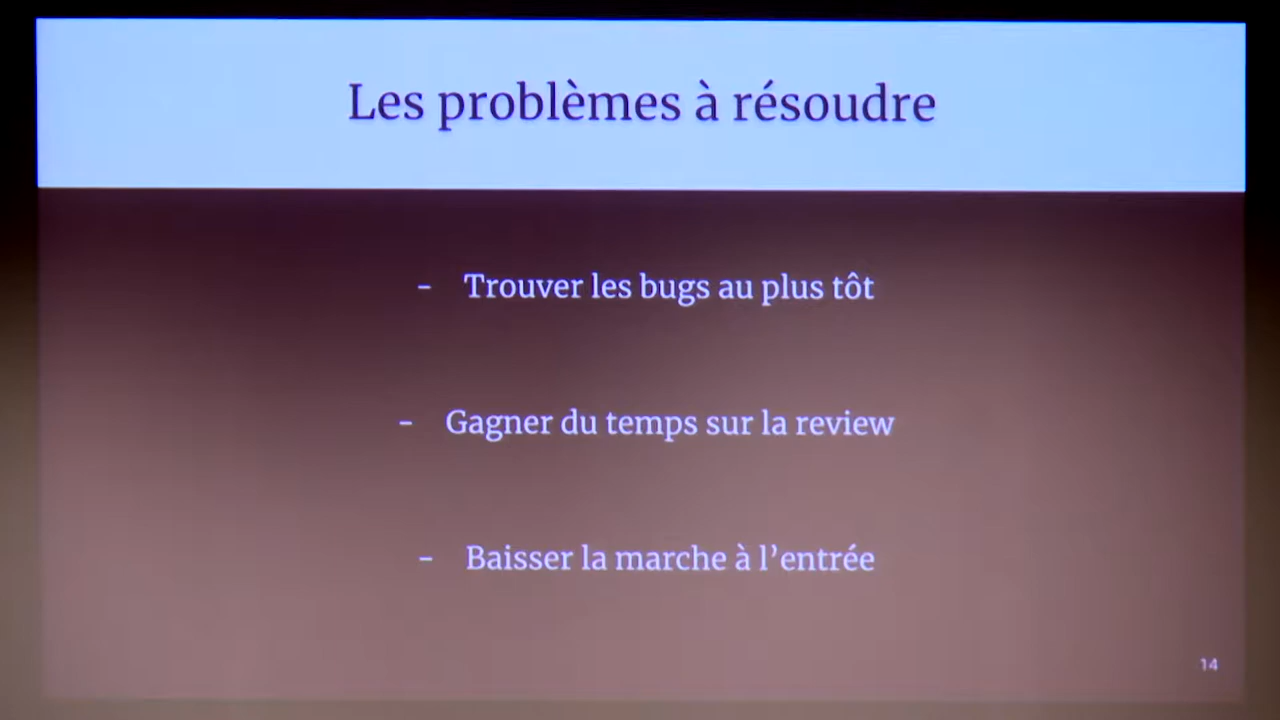 Les problèmes à résoudre
- Trouver les bugs au plus tôt
- Gagner du temps sur la review
- Baisser la marche à l’entrée
14